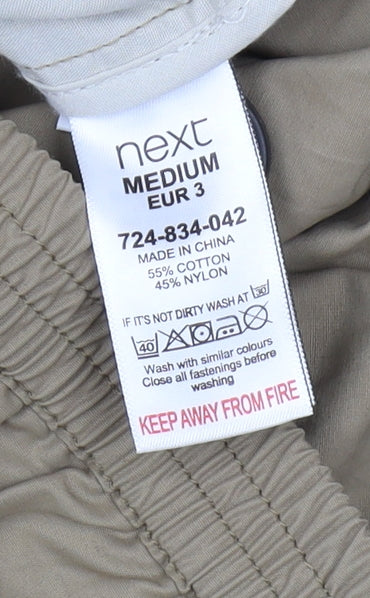 next
MEDIUM
EUR 3
724-834-042
MADE IN CHINA
55% COTTON
45% NYLON
IF IT'S NOT DIRTY WASH AT 30
40
Wash with similar colours
Close all fastenings before
washing
KEEP AWAY FROM FIRE